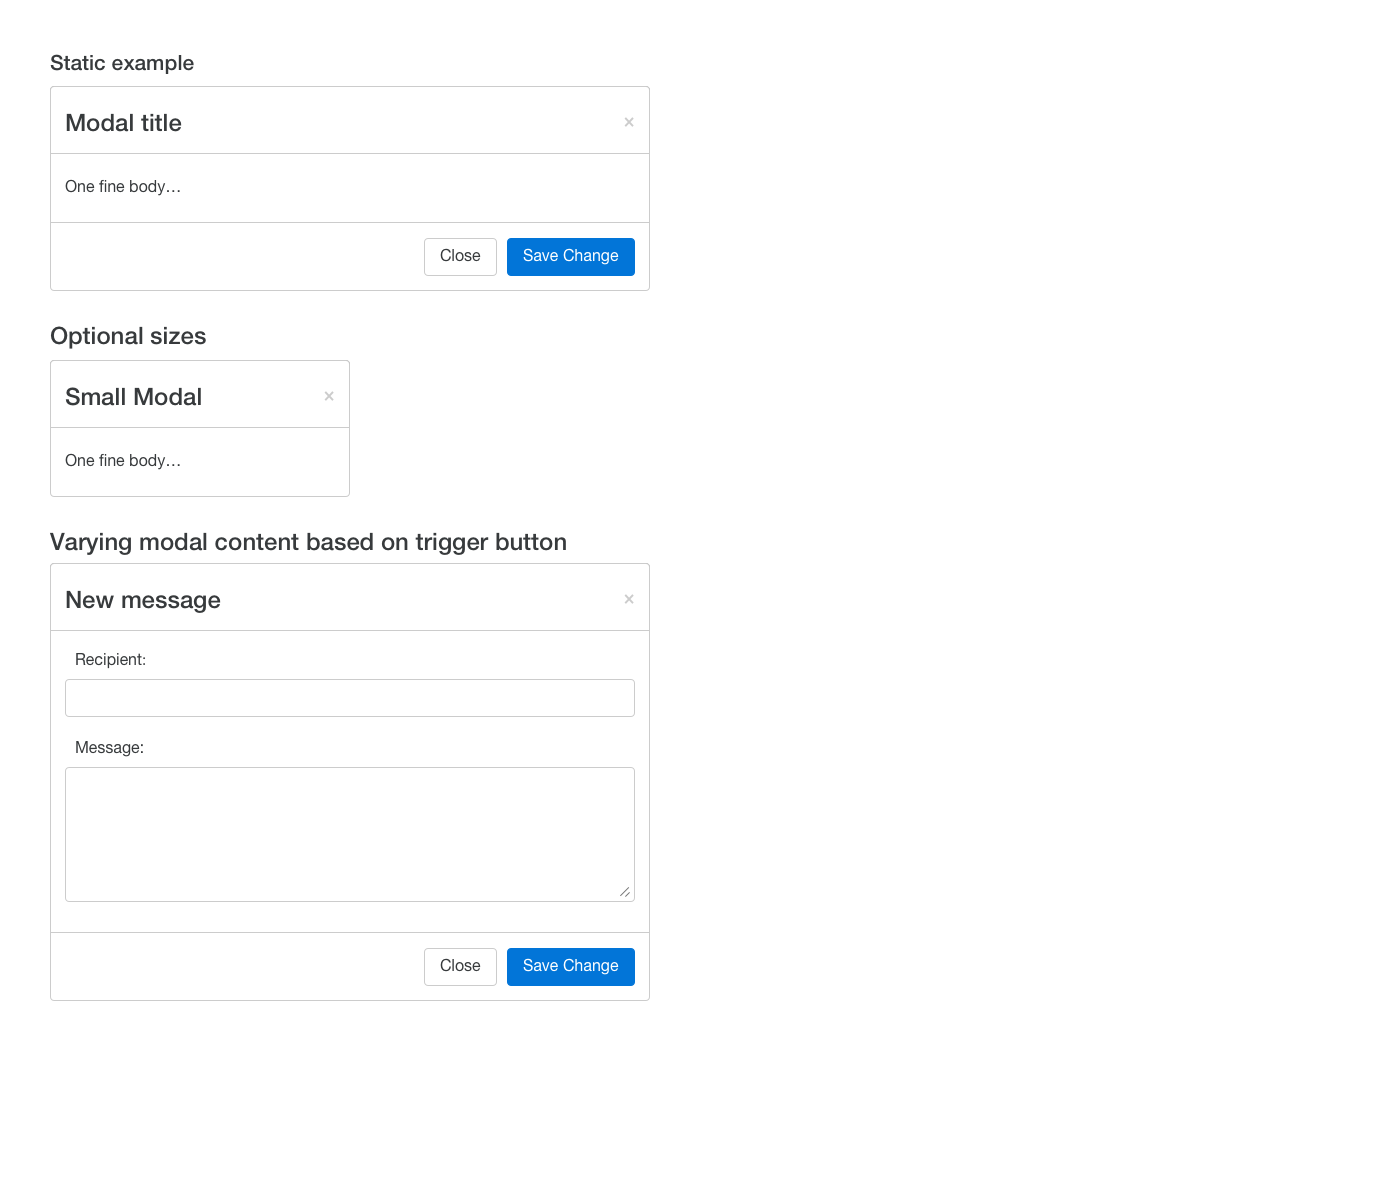 Static example
Modal title ×
One fine body…
Close Save Change
Optional sizes
Small Modal ×
One fine body…
Varying modal content based on trigger button
New message ×
Recipient:
Message:
Close Save Change